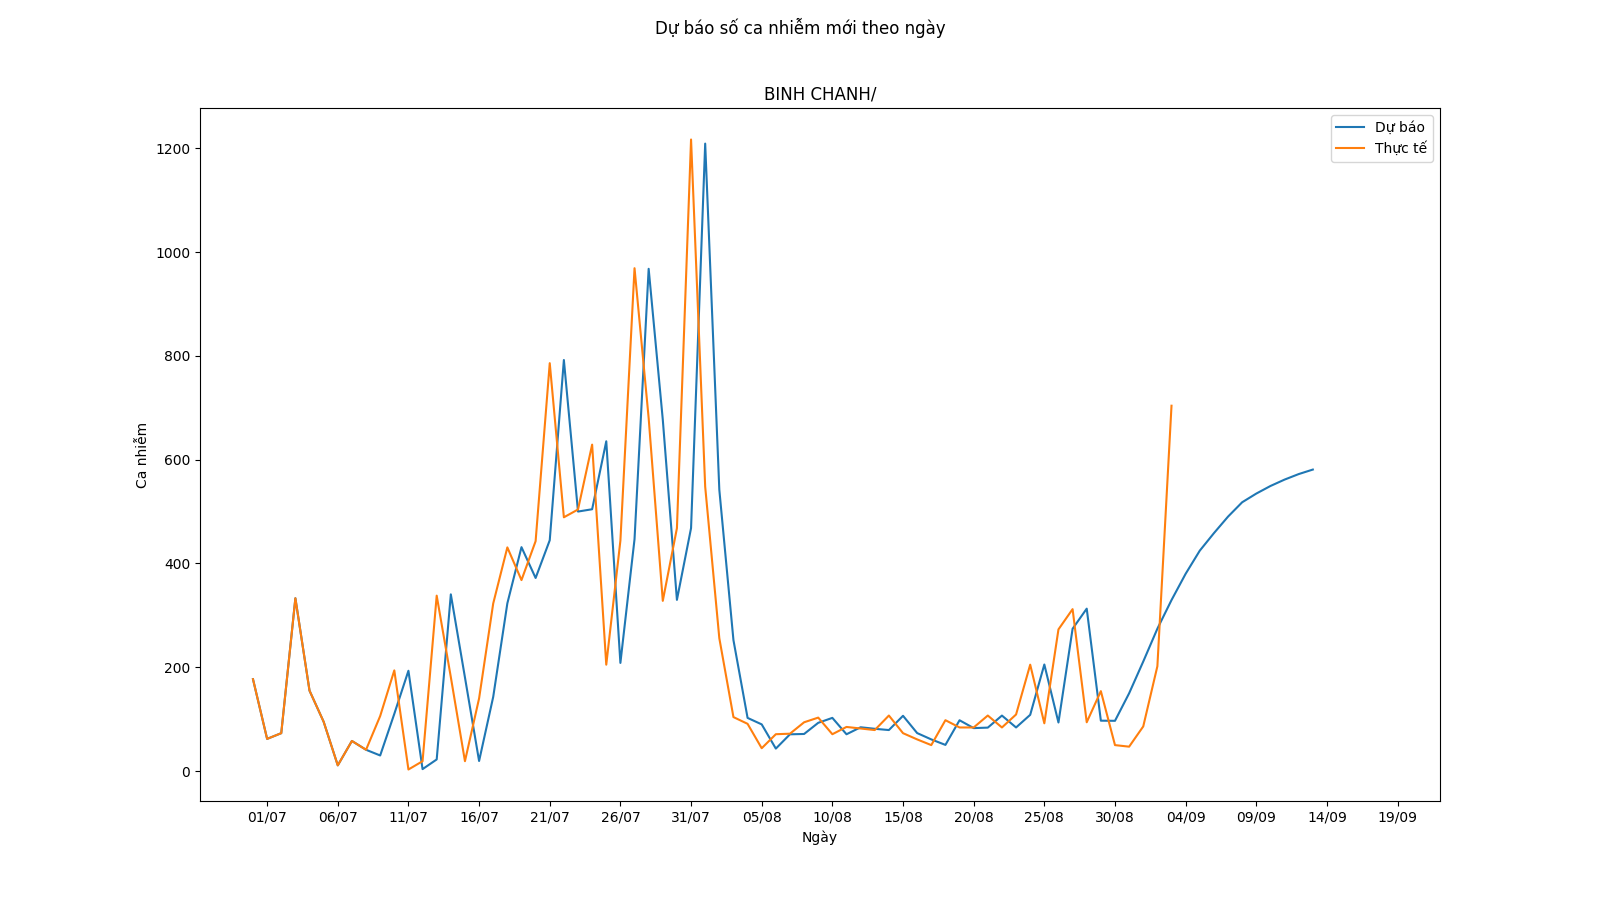 Dự báo số ca nhiễm mới theo ngày
BINH CHANH/
Dự báo
Thực tế
1200
1000
800
600
400
200
0
Ca nhiễm
01/07 06/07 11/07 16/07 21/07 26/07 31/07 05/08 10/08 15/08 20/08 25/08 30/08 04/09 09/09 14/09 19/09
Ngày